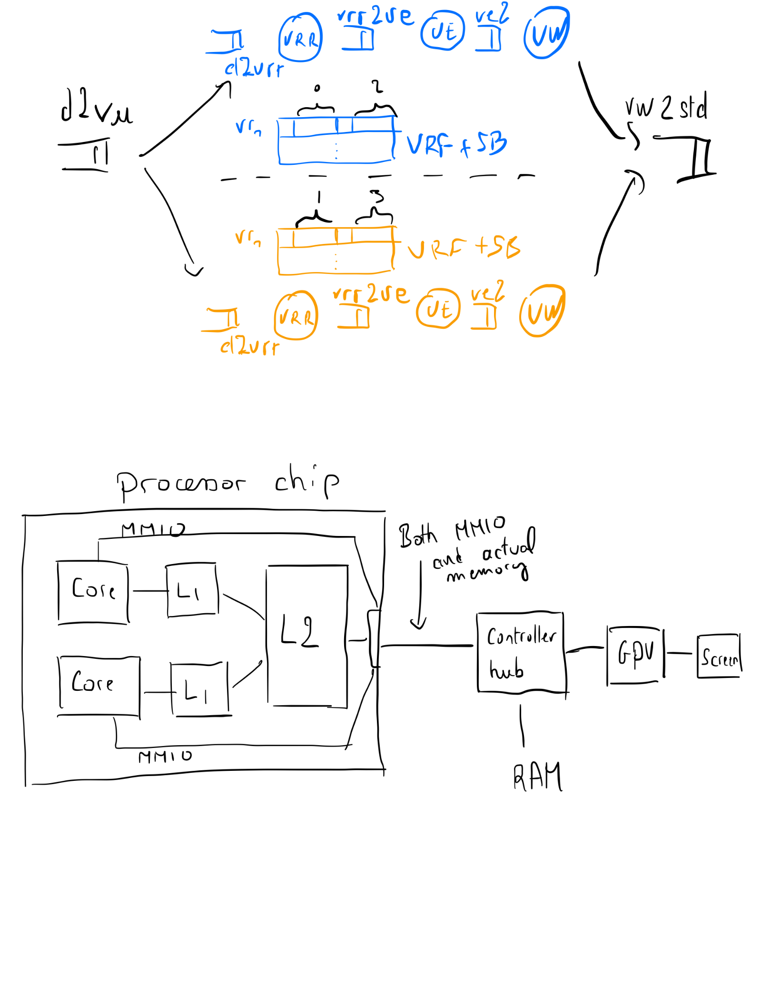 vrr2ve ve2
VRR VE VW
d2vrr
d2vu
0 2
vrn
VRF + SB
vw2std
1 3
vrn
VRF + SB
vrr2ve ve2
VRR VE VW
d2vrr
processor chip
MMIO
Both MMIO
and actual
memory
Core L1
L2
Controller
hub
GPU
Screen
Core L1
MMIO
RAM